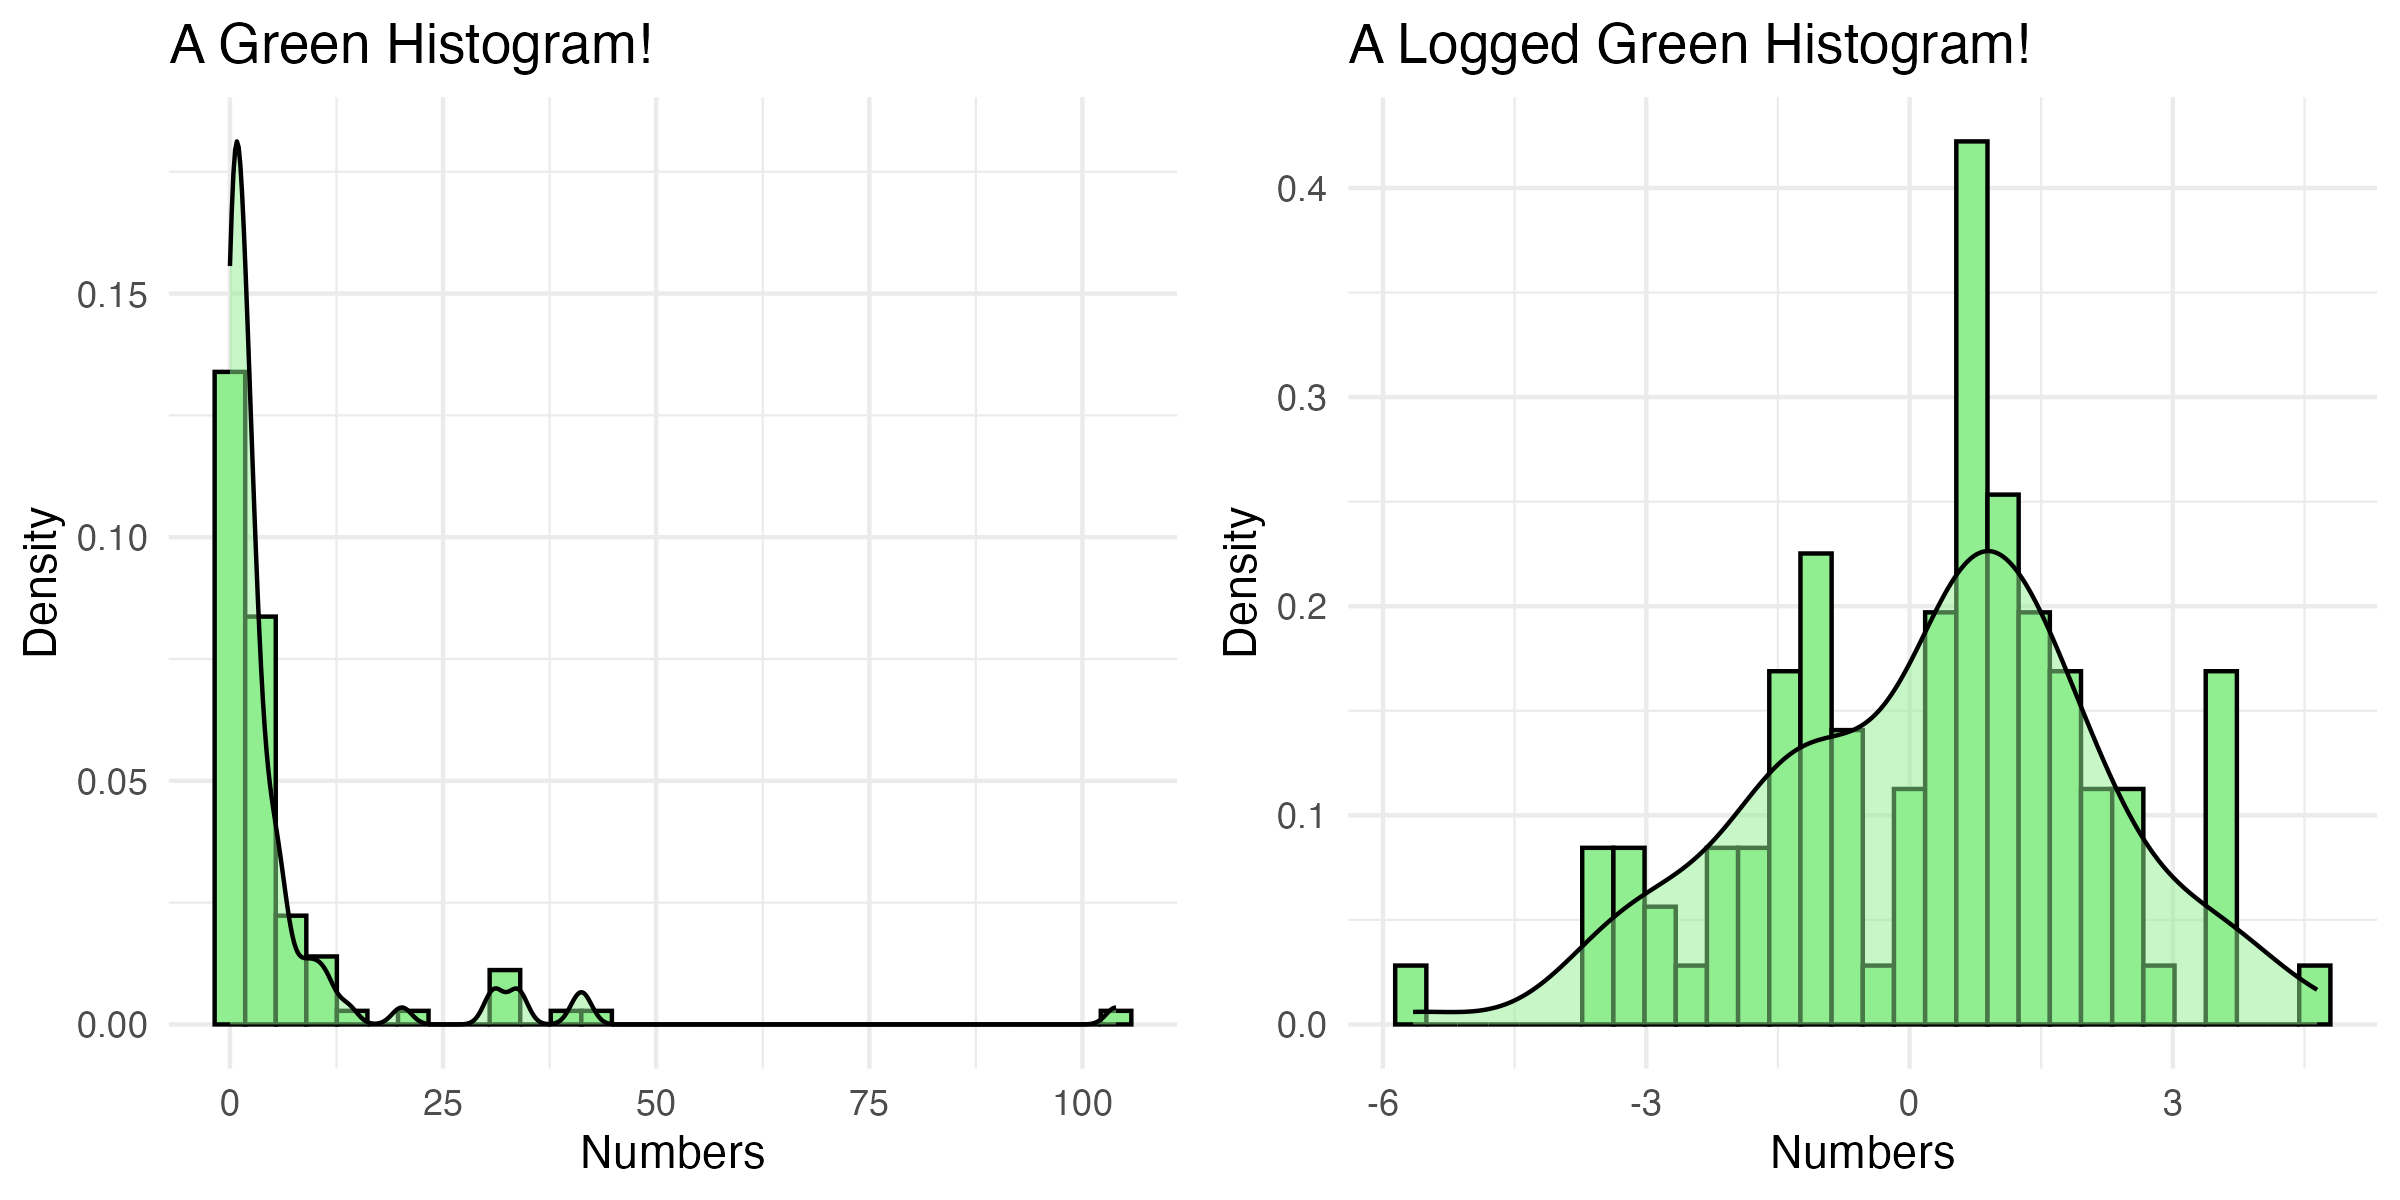 A Green Histogram!
Density
0.15
0.10
0.05
0.00
0 25 50 75 100
Numbers
A Logged Green Histogram!
Density
0.4
0.3
0.2
0.1
0.0
-6 -3 0 3
Numbers